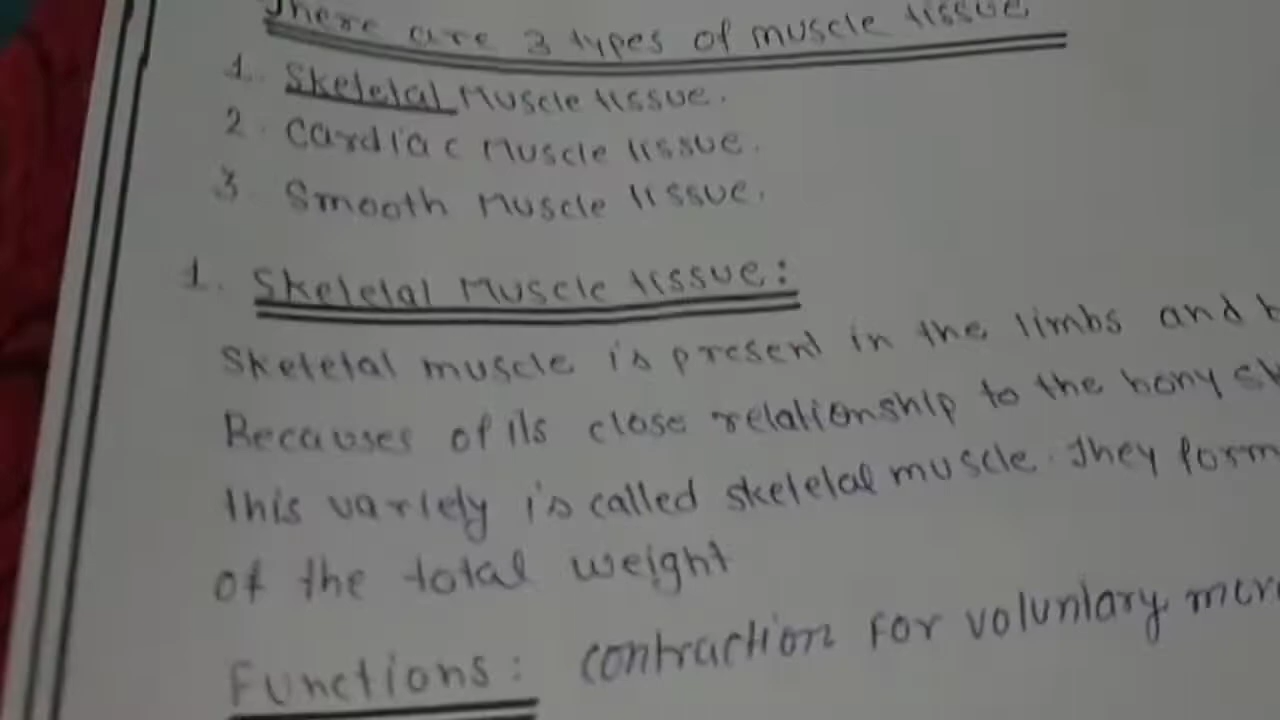 There are 3 types of muscle tissue
1. Skeletal Muscle tissue.
2. Cardiac Muscle tissue.
3. Smooth Muscle tissue.
1. Skeletal Muscle tissue:
Skeletal muscle is present in the limbs and
Becauses of its close relationship to the bony
this variety is called skeletal muscle. They form
of the total weight
Functions: contraction for voluntary